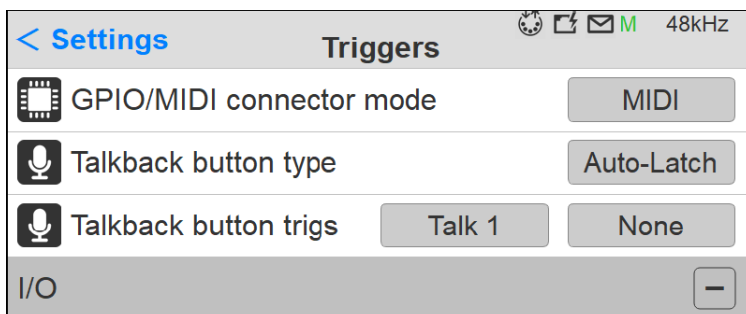 < Settings
Triggers
M 48kHz
GPIO/MIDI connector mode
MIDI
Talkback button type
Auto-Latch
Talkback button trigs
Talk 1
None
I/O